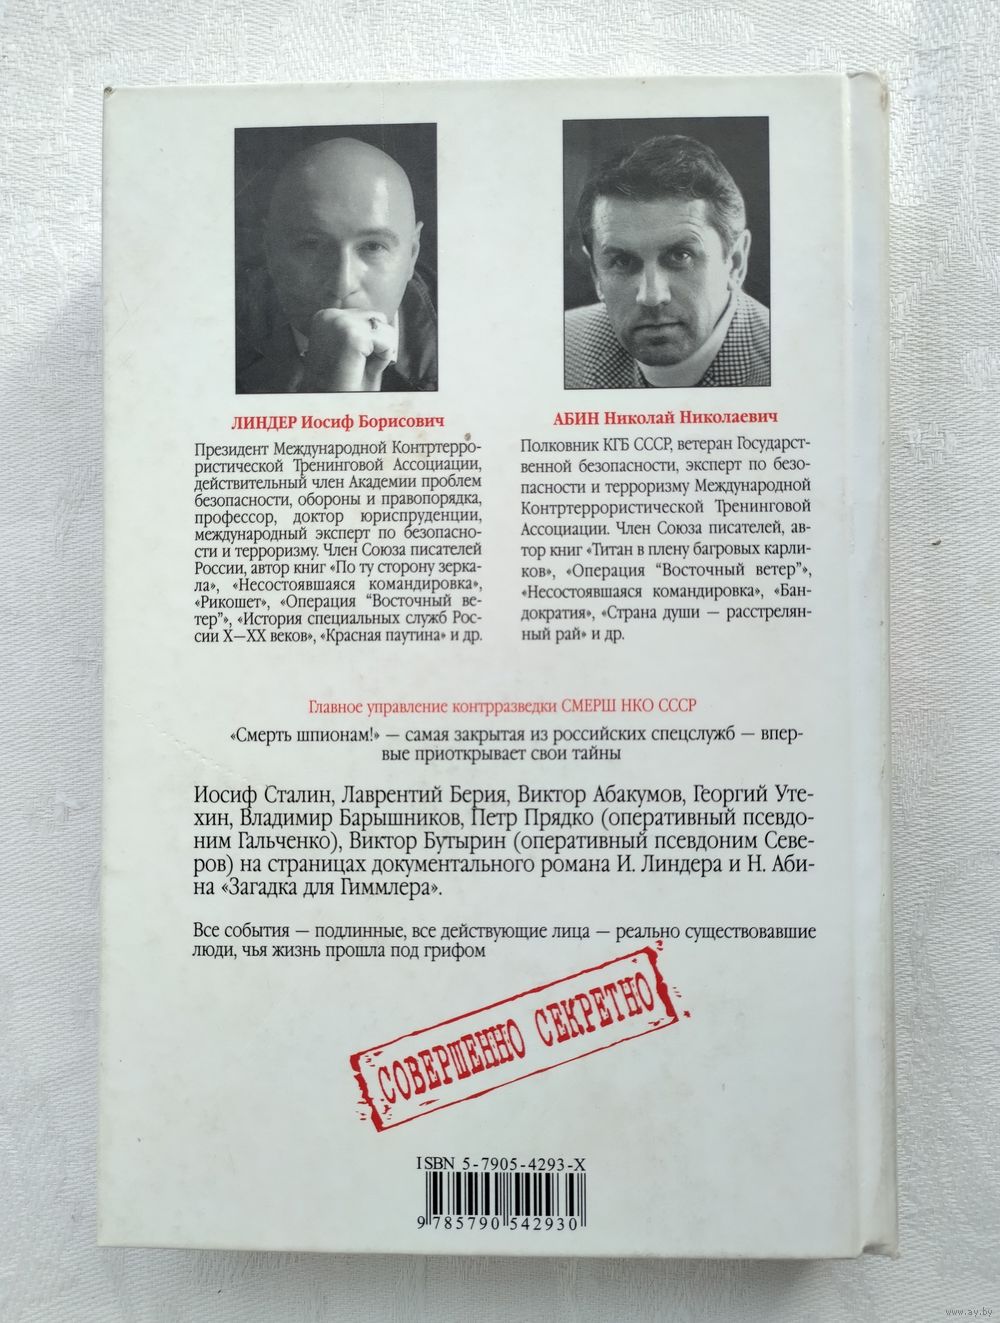 ЛИНДЕР Иосиф Борисович
Президент Международной Контртерро-
ристической Тренинговой Ассоциации,
действительный член Академии проблем
безопасности, обороны и правопорядка,
профессор, доктор юриспруденции,
международный эксперт по безопасно-
сти и терроризму. Член Союза писателей
России, автор книг «По ту сторону зерка-
ла», «Несостоявшаяся командировка»,
«Рикошет», «Операция “Восточный ве-
тер”», «История специальных служб Рос-
сии X—XX веков», «Красная паутина» и др.
АБИН Николай Николаевич
Полковник КГБ СССР, ветеран Государст-
венной безопасности, эксперт по безо-
пасности и терроризму Международной
Контртеррористической Тренинговой
Ассоциации. Член Союза писателей, ав-
тор книг «Титан в плену багровых карли-
ков», «Операция “Восточный ветер”»,
«Несостоявшаяся командировка», «Бан-
дократия», «Страна души — расстрелян-
нный рай» и др.
Главное управление контрразведки СМЕРШ НКО СССР
«Смерть шпионам!» — самая закрытая из российских спецслужб — впер-
вые приоткрывает свои тайны
Иосиф Сталин, Лаврентий Берия, Виктор Абакумов, Георгий Уте-
хин, Владимир Барышников, Петр Прядко (оперативный псевдо-
ним Гальченко), Виктор Бутырин (оперативный псевдоним Севе-
ров) на страницах документального романа И. Линдера и Н. Аби-
на «Загадка для Гиммлера».
Все события — подлинные, все действующие лица — реально существовавшие
люди, чья жизнь прошла под грифом
СОВЕРШЕННО СЕКРЕТНО
ISBN 5-7905-4293-X
9 785790 542930
www.ay.by